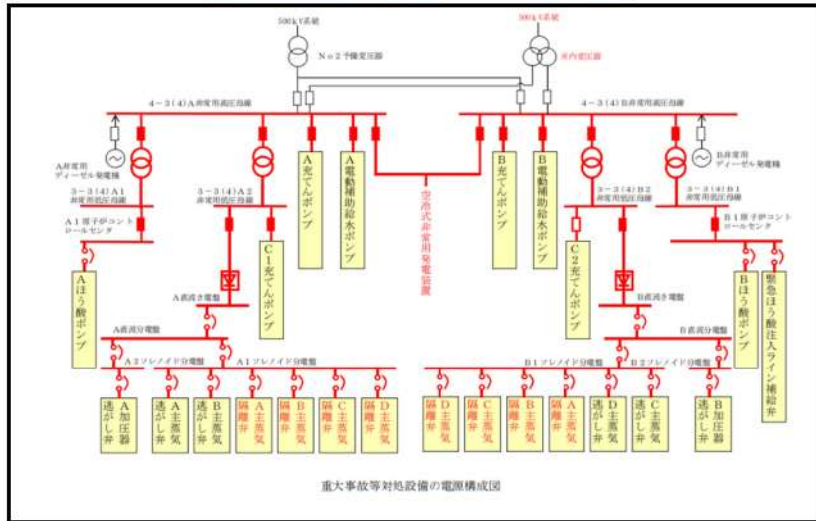 500kV系統
500kV系統
No2予備変圧器
所内変圧器
4-3(4)A非常用高圧母線
4-3(4)B非常用高圧母線
A非常用
ディーゼル発電機
B非常用
ディーゼル発電機
3-3(4)A1
非常用低圧母線
3-3(4)A2
非常用低圧母線
3-3(4)B2
非常用低圧母線
3-3(4)B1
非常用低圧母線
A1原子炉コント
ロールセンタ
B1原子炉コント
ロールセンタ
A充てんポンプ
A電動補助給水ポンプ
空冷式非常用発電装置
B充てんポンプ
B電動補助給水ポンプ
Aほう酸ポンプ
C1充てんポンプ
C2充てんポンプ
Bほう酸ポンプ
緊急ほう酸注入ライン補給弁
A直流き電盤
B直流き電盤
A直流分電盤
B直流分電盤
A2ソレノイド分電盤
A1ソレノイド分電盤
B1ソレノイド分電盤
B2ソレノイド分電盤
A加圧器
逃がし弁
A主蒸気
逃がし弁
B主蒸気
逃がし弁
A主蒸気
隔離弁
B主蒸気
隔離弁
C主蒸気
隔離弁
D主蒸気
隔離弁
D主蒸気
隔離弁
C主蒸気
隔離弁
B主蒸気
隔離弁
A主蒸気
隔離弁
D主蒸気
逃がし弁
C主蒸気
逃がし弁
B加圧器
逃がし弁
重大事故等対処設備の電源構成図